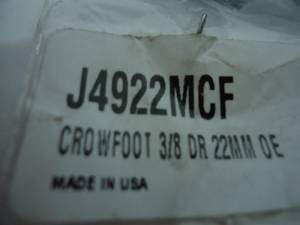 J4922MCF
CROWFOOT 3/8 DR 22MM OE
MADE IN USA